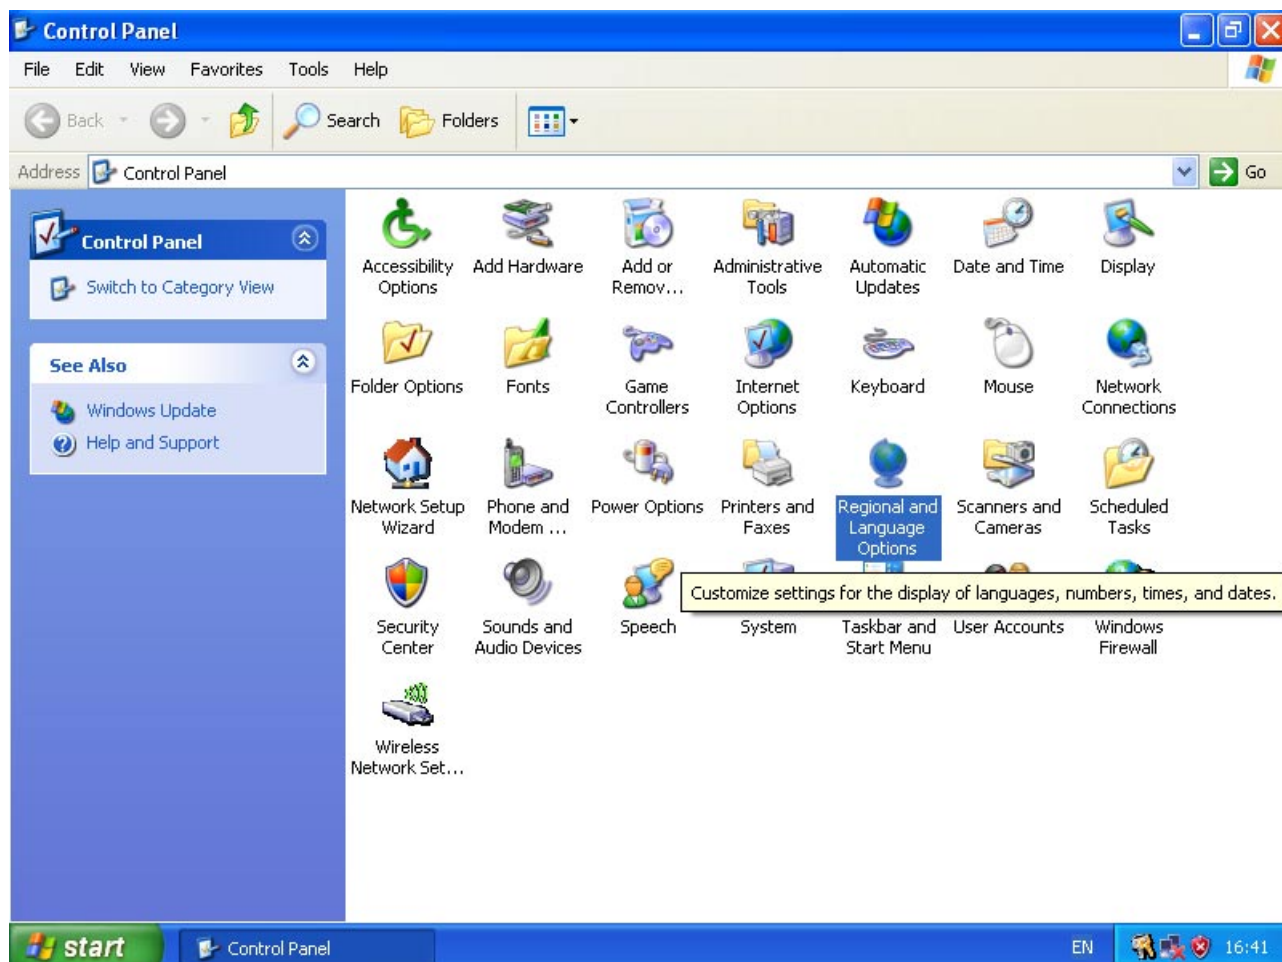 Control Panel
File Edit View Favorites Tools Help
Back Search Folders
Address Control Panel Go
Control Panel
Switch to Category View
See Also
Windows Update
Help and Support
Accessibility
Options
Add Hardware
Add or
Remov...
Administrative
Tools
Automatic
Updates
Date and Time
Display
Folder Options
Fonts
Game
Controllers
Internet
Options
Keyboard
Mouse
Network
Connections
Network Setup
Wizard
Phone and
Modem ...
Power Options
Printers and
Faxes
Regional and
Language
Options
Scanners and
Cameras
Scheduled
Tasks
Customize settings for the display of languages, numbers, times, and dates.
Security
Center
Sounds and
Audio Devices
Speech
System
Taskbar and
Start Menu
User Accounts
Windows
Firewall
Wireless
Network Set...
start Control Panel EN 16:41